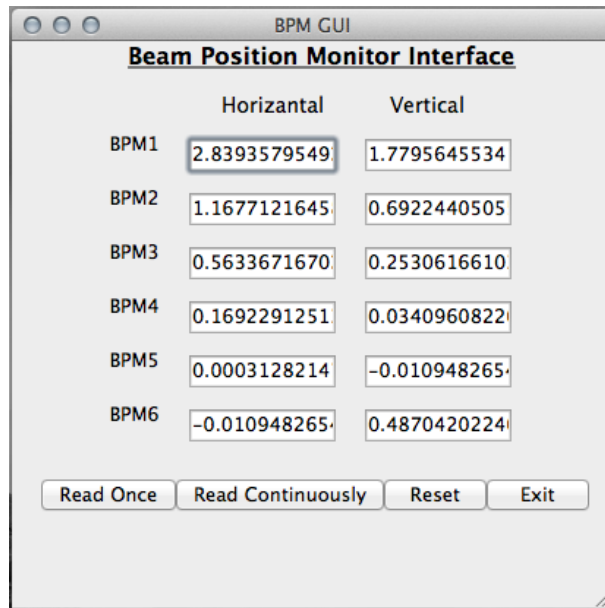 BPM GUI
Beam Position Monitor Interface
Horizantal Vertical
BPM1 2.8393579549 1.7795645534
BPM2 1.1677121645 0.6922440505
BPM3 0.5633671670 0.2530616610
BPM4 0.1692291251 0.0340960822
BPM5 0.0003128214 -0.010948265
BPM6 -0.010948265 0.4870420224
Read Once Read Continuously Reset Exit